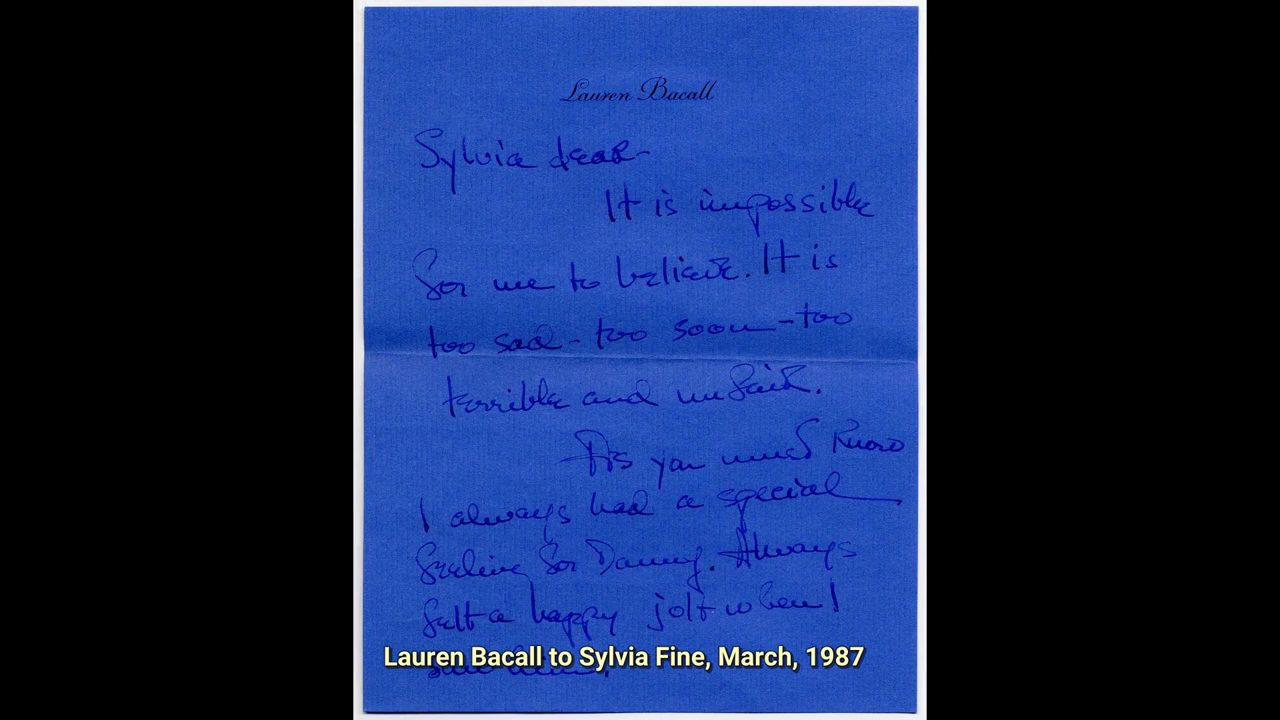 Lauren Bacall
Sylvia dear-
It is impossible
for me to believe. It is
too sad - too soon - too
terrible and unfair.
As you must know
I always had a special
feeling for Danny. Always
felt a happy jolt when I
Lauren Bacall to Sylvia Fine, March, 1987